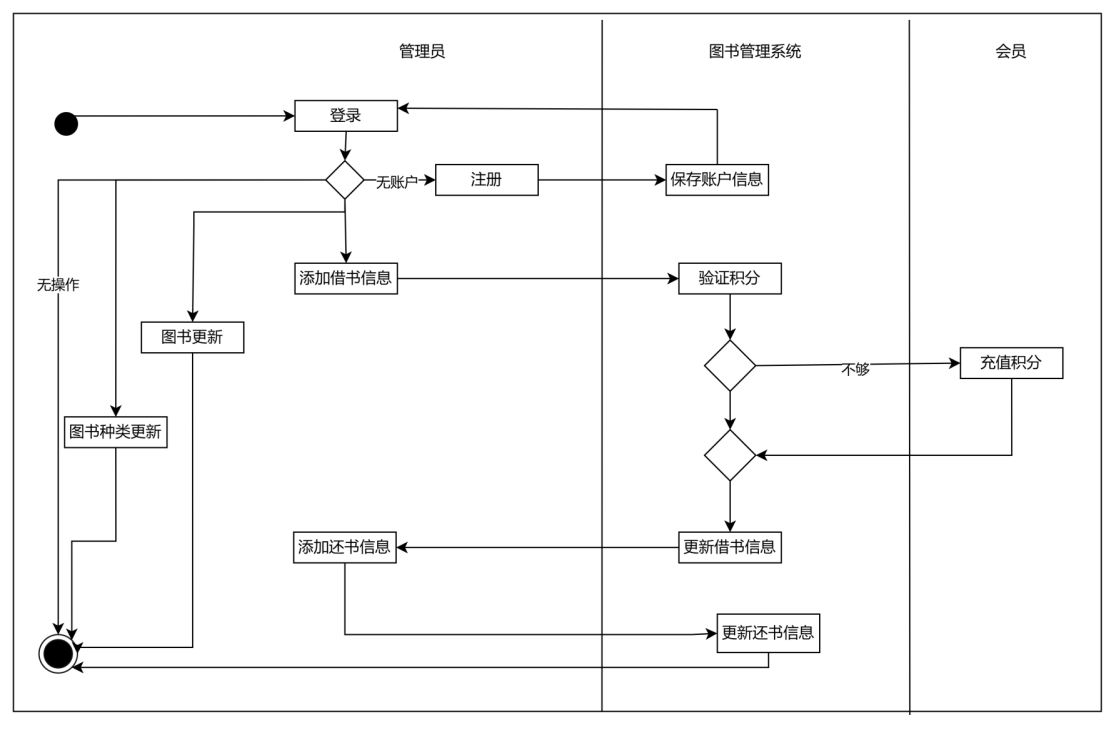 管理员
图书管理系统
会员
登录
无账户
注册
保存账户信息
无操作
添加借书信息
验证积分
图书更新
不够
充值积分
图书种类更新
添加还书信息
更新借书信息
更新还书信息